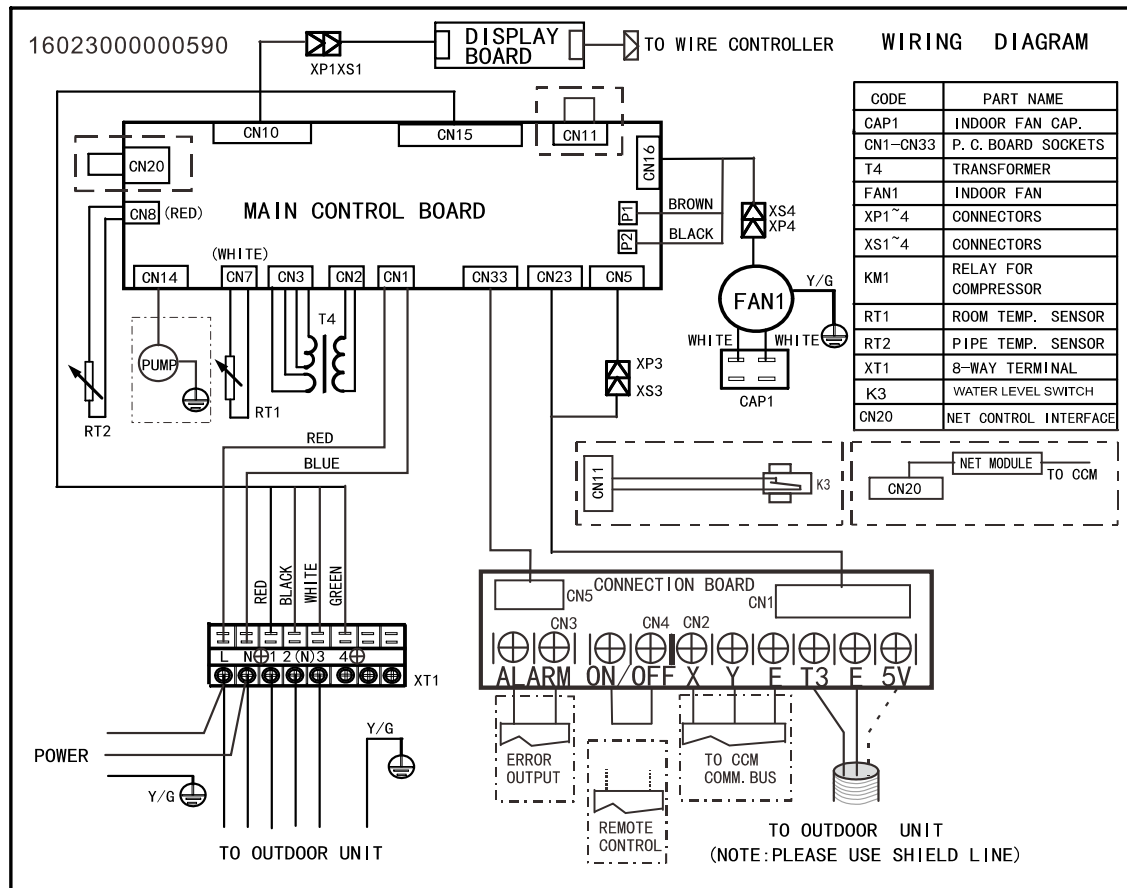 16023000000590
XP1XS1
DISPLAY
BOARD
TO WIRE CONTROLLER
WIRING DIAGRAM
CODE PART NAME
CAP1 INDOOR FAN CAP.
CN1-CN33 P.C.BOARD SOCKETS
T4 TRANSFORMER
FAN1 INDOOR FAN
XP1~4 CONNECTORS
XS1~4 CONNECTORS
KM1 RELAY FOR
COMPRESSOR
RT1 ROOM TEMP. SENSOR
RT2 PIPE TEMP. SENSOR
XT1 8-WAY TERMINAL
K3 WATER LEVEL SWITCH
CN20 NET CONTROL INTERFACE
CN10
CN15
CN11
CN16
CN20
CN8 (RED)
MAIN CONTROL BOARD
P1
P2
BROWN
BLACK
XS4
XP4
(WHITE)
CN14
CN7
CN3
CN2
CN1
CN33
CN23
CN5
FAN1
Y/G
WHITE
WHITE
CAP1
T4
PUMP
RT1
RT2
XP3
XS3
RED
BLUE
CN11
K3
CN20
NET MODULE
TO CCM
RED
BLACK
WHITE
GREEN
L N 1 2(N)3 4
XT1
POWER
Y/G
Y/G
TO OUTDOOR UNIT
CONNECTION BOARD
CN5
CN1
CN3
CN4
CN2
ALARM ON/OFF X Y E T3 E 5V
ERROR
OUTPUT
REMOTE
CONTROL
TO CCM
COMM.BUS
TO OUTDOOR UNIT
(NOTE:PLEASE USE SHIELD LINE)